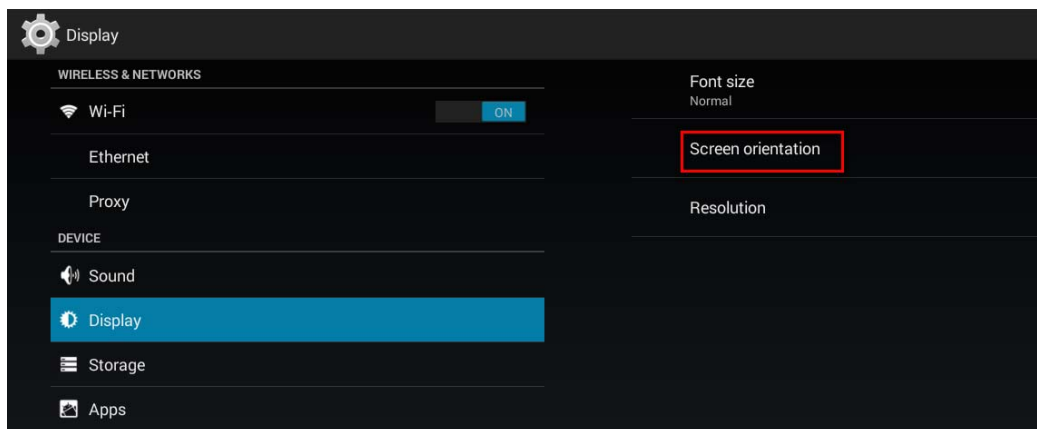 Display
WIRELESS & NETWORKS
Wi-Fi
ON
Ethernet
Proxy
DEVICE
Sound
Display
Storage
Apps
Font size
Normal
Screen orientation
Resolution